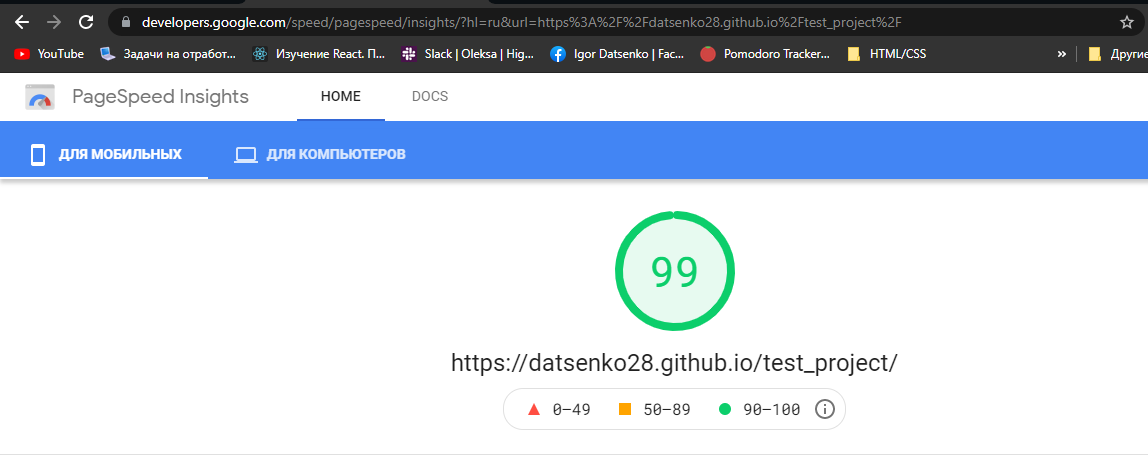 developers.google.com/speed/pagespeed/insights/?hl=ru&url=https%3A%2F%2Fdatsenko28.github.io%2Ftest_project%2F
YouTube Задачи на отработ... Изучение React. П... Slack | Oleksa | Hig... Igor Datsenko | Fac... Pomodoro Tracker... HTML/CSS » Другие
PageSpeed Insights HOME DOCS
ДЛЯ МОБИЛЬНЫХ ДЛЯ КОМПЬЮТЕРОВ
99
https://datsenko28.github.io/test_project/
0–49 50–89 90–100